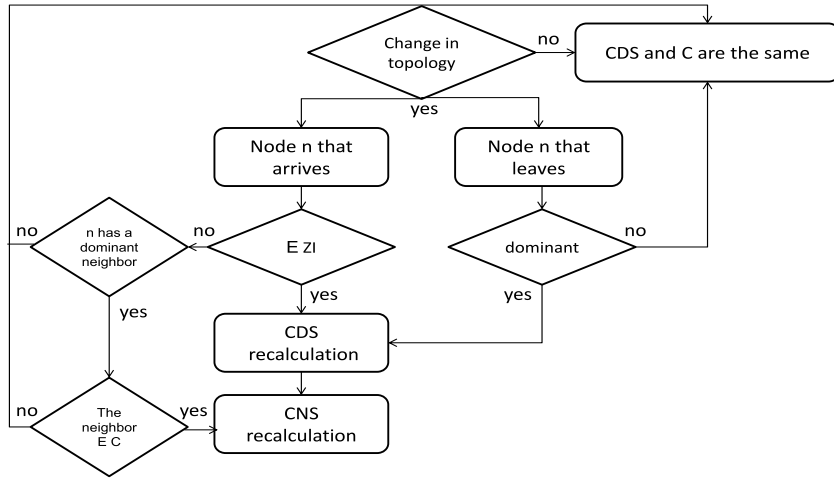 Change in
topology
no
CDS and C are the same
yes
Node n that
arrives
Node n that
leaves
no
n has a
dominant
neighbor
no
E ZI
dominant
no
yes
yes
yes
CDS
recalculation
no
The
neighbor
E C
yes
CNS
recalculation